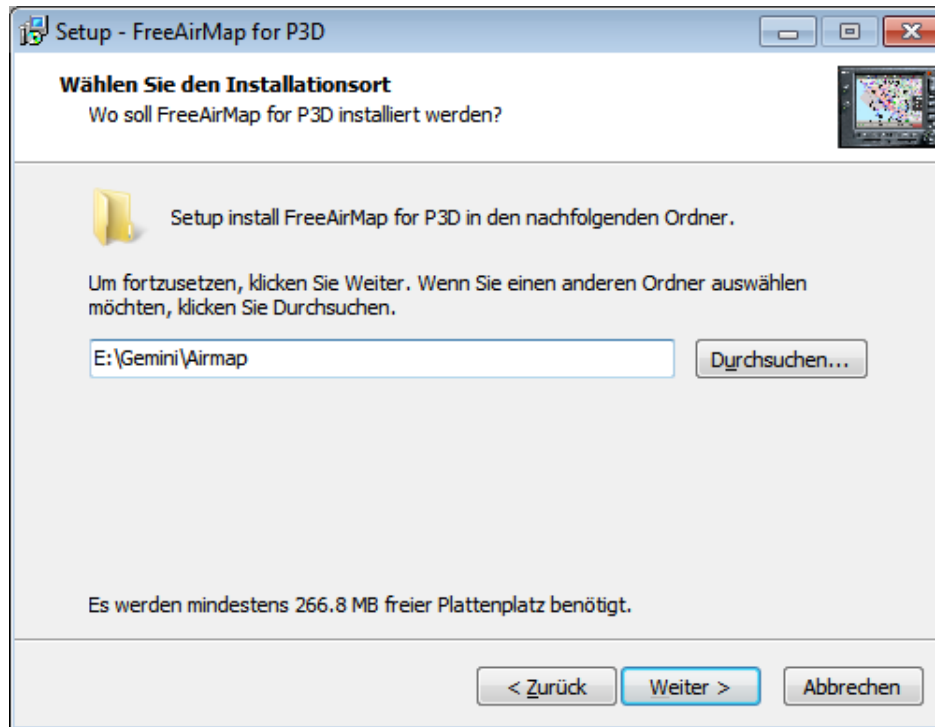 Setup - FreeAirMap for P3D
Wählen Sie den Installationsort
Wo soll FreeAirMap for P3D installiert werden?
Setup install FreeAirMap for P3D in den nachfolgenden Ordner.
Um fortzusetzen, klicken Sie Weiter. Wenn Sie einen anderen Ordner auswählen
möchten, klicken Sie Durchsuchen.
E:\Gemini\Airmap
Durchsuchen...
Es werden mindestens 266.8 MB freier Plattenplatz benötigt.
< Zurück
Weiter >
Abbrechen